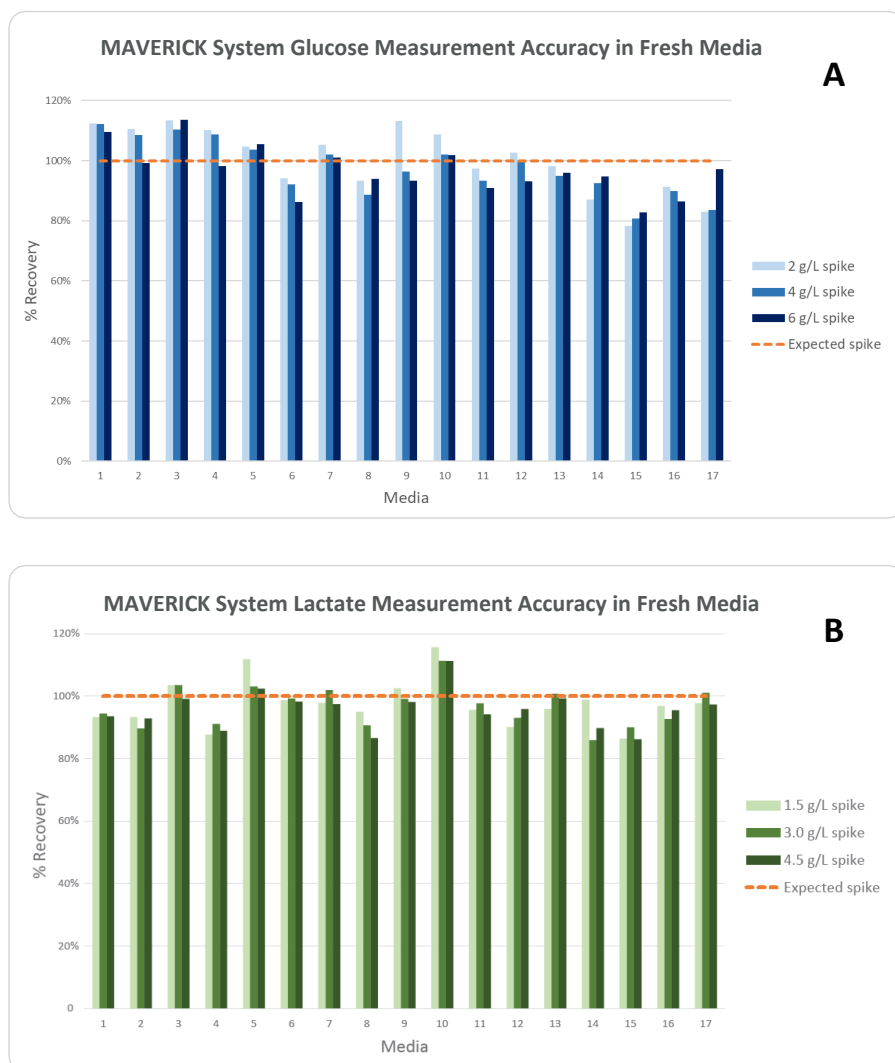 MAVERICK System Glucose Measurement Accuracy in Fresh Media
A
120%
100%
80%
60%
40%
20%
0%
% Recovery
1 2 3 4 5 6 7 8 9 10 11 12 13 14 15 16 17
Media
2 g/L spike
4 g/L spike
6 g/L spike
Expected spike
MAVERICK System Lactate Measurement Accuracy in Fresh Media
B
120%
100%
80%
60%
40%
20%
0
% Recovery
1 2 3 4 5 6 7 8 9 10 11 12 13 14 15 16 17
Media
1.5 g/L spike
3.0 g/L spike
4.5 g/L spike
Expected spike